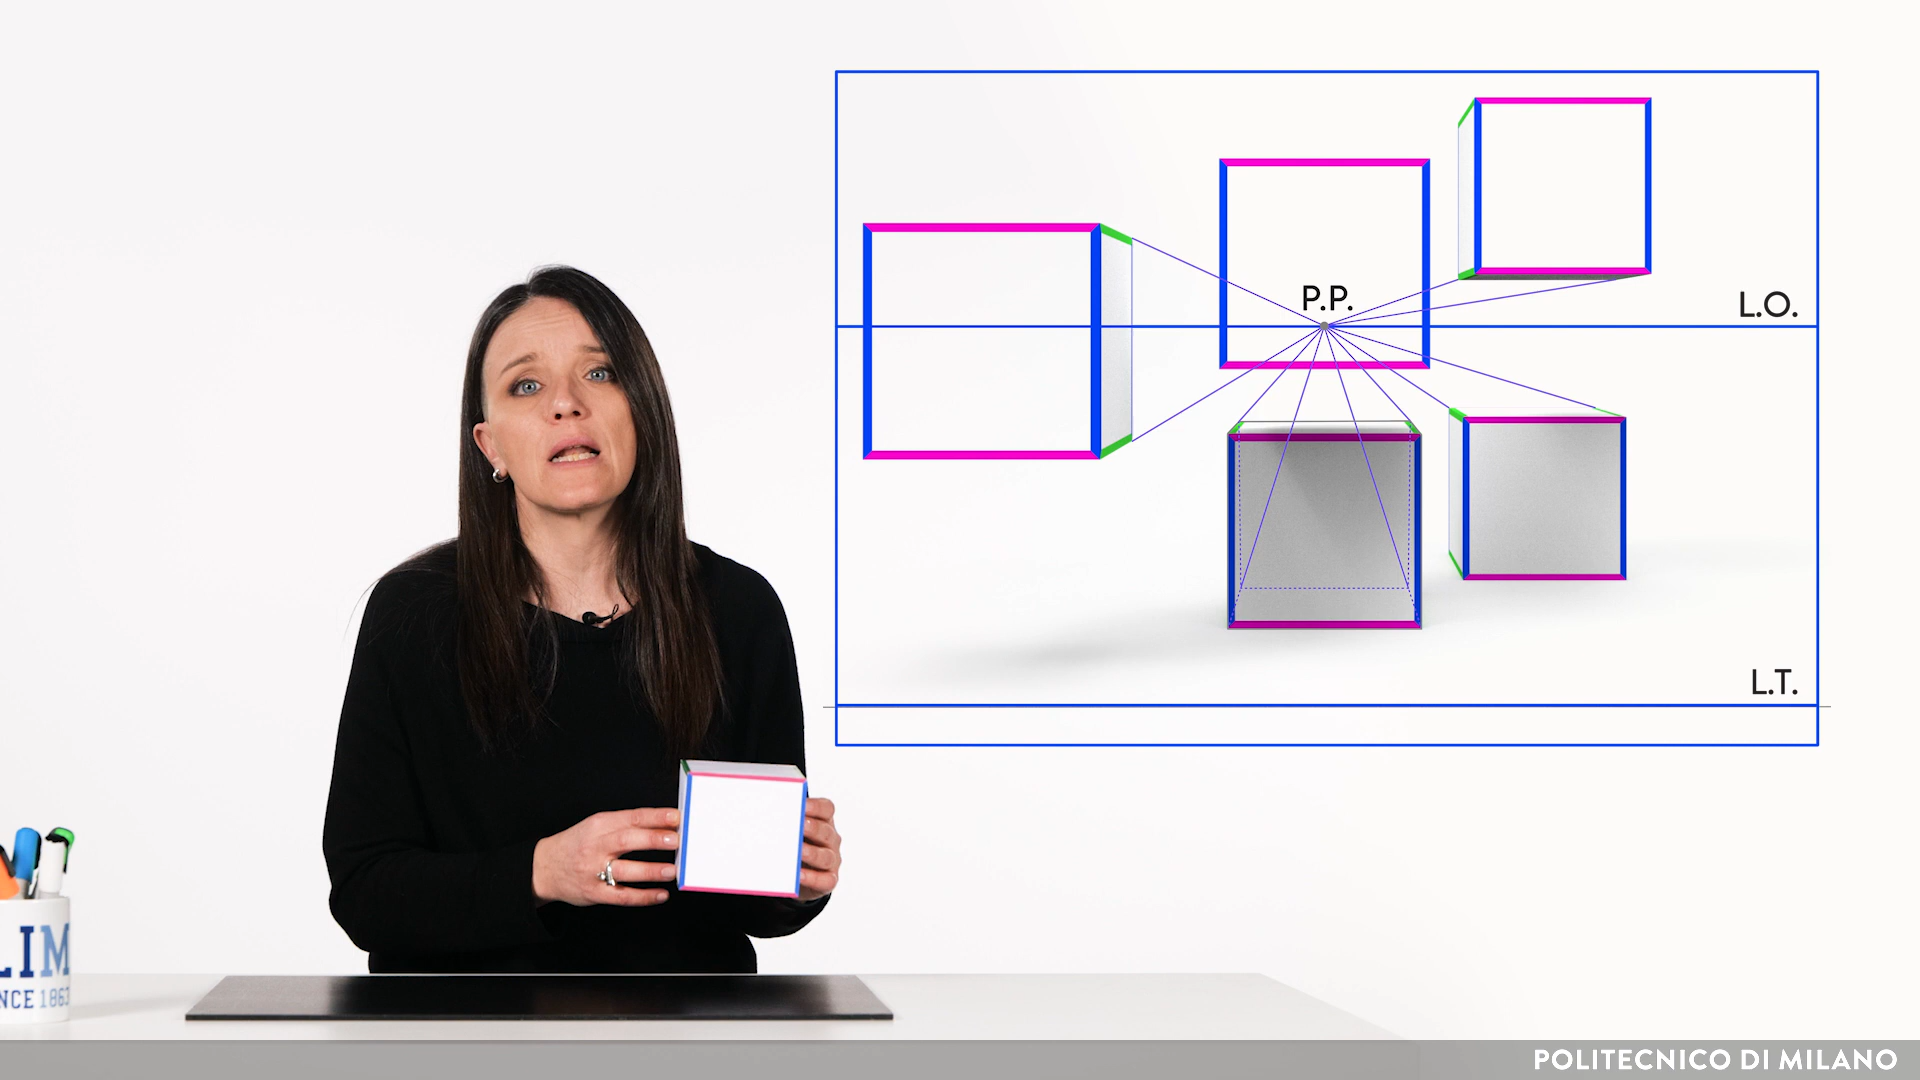 P.P.
L.O.
L.T.
LIM
NCE 1863
POLITECNICO DI MILANO